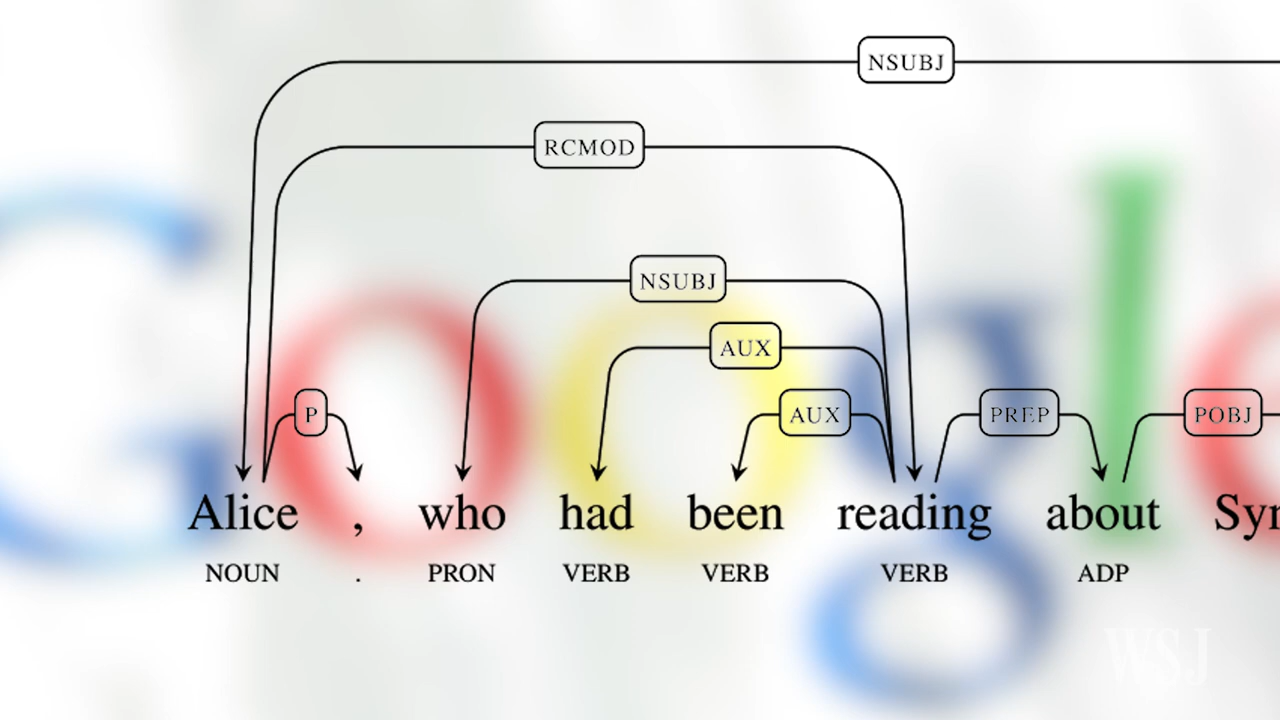 NSUBJ
RCMOD
NSUBJ
AUX
P AUX PREP POBJ
Alice , who had been reading about
NOUN . PRON VERB VERB VERB ADP
Google
WSJ